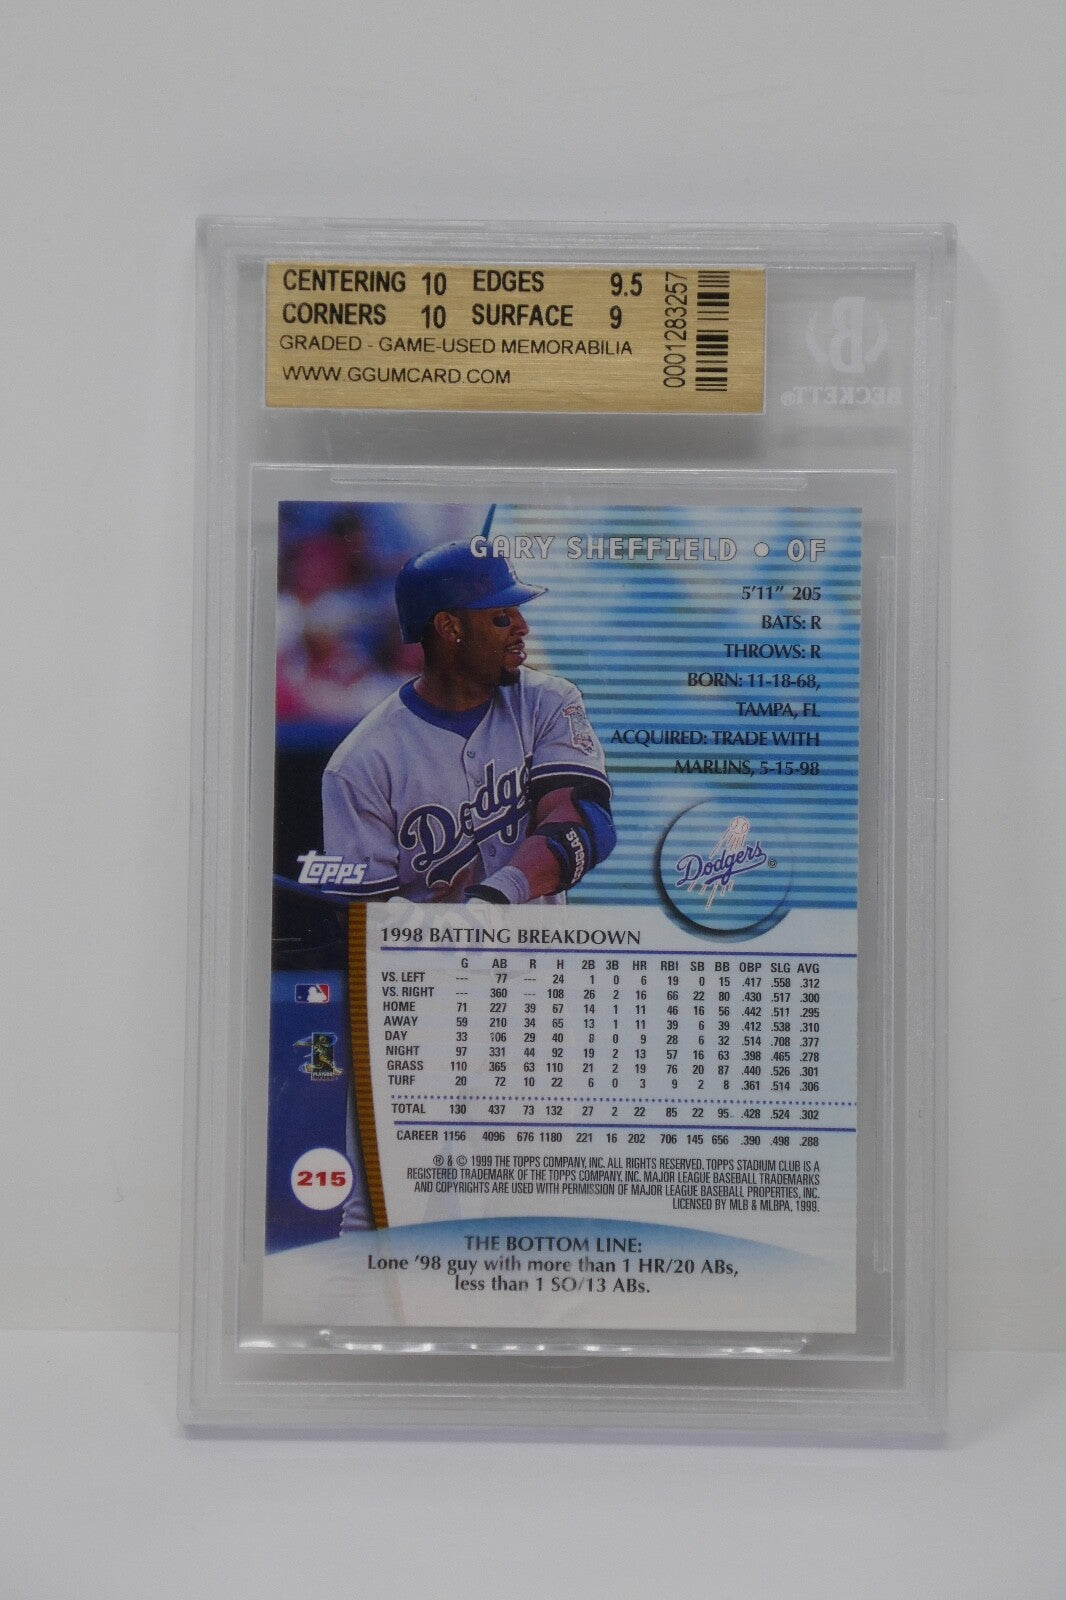 CENTERING 10 EDGES 9.5
CORNERS 10 SURFACE 9
GRADED - GAME-USED MEMORABILIA
WWW.GGUMCARD.COM
0001283257
B
BECKETT®
GARY SHEFFIELD • OF
5'11" 205
BATS: R
THROWS: R
BORN: 11-18-68,
TAMPA, FL
ACQUIRED: TRADE WITH
MARLINS, 5-15-98
Dodgers
DOUGLAS.
Topps
Dodgers
1998 BATTING BREAKDOWN
G AB R H 2B 3B HR RBI SB BB OBP SLG AVG
VS. LEFT --- 77 --- 24 1 0 6 19 0 15 .417 .558 .312
VS. RIGHT --- 360 --- 108 26 2 16 66 22 80 .430 .517 .300
HOME 71 227 39 67 14 1 11 46 16 56 .442 .511 .295
AWAY 59 210 34 65 13 1 11 39 6 39 .412 .538 .310
DAY 33 106 29 40 8 0 9 28 6 32 .514 .708 .377
NIGHT 97 331 44 92 19 2 13 57 16 63 .398 .465 .278
GRASS 110 365 63 110 21 2 19 76 20 87 .440 .526 .301
TURF 20 72 10 22 6 0 3 9 2 8 .361 .514 .306
TOTAL 130 437 73 132 27 2 22 85 22 95 .428 .524 .302
CAREER 1156 4096 676 1180 221 16 202 706 145 656 .390 .498 .288
® & © 1999 THE TOPPS COMPANY, INC. ALL RIGHTS RESERVED. TOPPS STADIUM CLUB IS A
REGISTERED TRADEMARK OF THE TOPPS COMPANY, INC. MAJOR LEAGUE BASEBALL TRADEMARKS
AND COPYRIGHTS ARE USED WITH PERMISSION OF MAJOR LEAGUE BASEBALL PROPERTIES, INC.
LICENSED BY MLB & MLBPA, 1999.
215
THE BOTTOM LINE:
Lone '98 guy with more than 1 HR/20 ABs,
less than 1 SO/13 ABs.